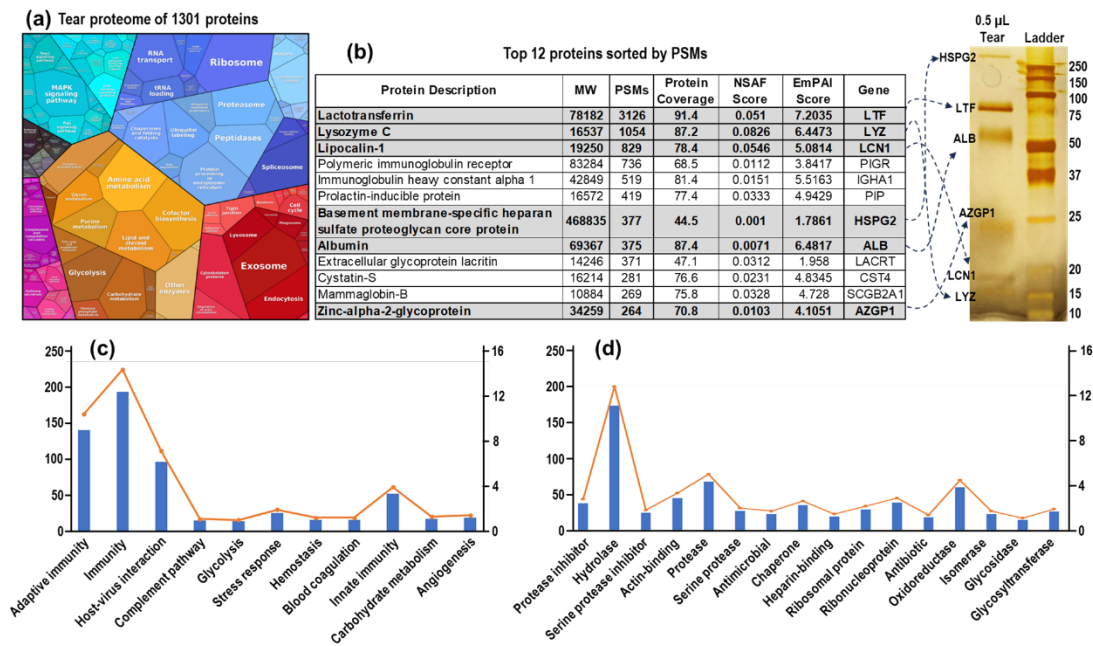 (a) Tear proteome of 1301 proteins
MAPK
signaling
pathway
RNA
transport
Ribosome
tRNA
loading
Proteasome
Chaperones
and folding
catalysts
Ubiquitin
labeling
Peptidases
Protein
processing in
endoplasmic
reticulum
Spliceosome
Amino acid
metabolism
Cofactor
biosynthesis
Purine
metabolism
Lipid and
steroid metabolism
Glycolysis
Carbohydrate
metabolism
Other
enzymes
Tight
junction
Cell
cycle
Lysosome
Cytoskeleton
proteins
Exosome
Endocytosis
(b) Top 12 proteins sorted by PSMs
Protein Description MW PSMs Protein Coverage NSAF Score EmPAI Score Gene
Lactotransferrin 78182 3126 91.4 0.051 7.2035 LTF
Lysozyme C 16537 1054 87.2 0.0826 6.4473 LYZ
Lipocalin-1 19250 829 78.4 0.0546 5.0814 LCN1
Polymeric immunoglobulin receptor 83284 736 68.5 0.0112 3.8417 PIGR
Immunoglobulin heavy constant alpha 1 42849 519 81.4 0.0151 5.5163 IGHA1
Prolactin-inducible protein 16572 419 77.4 0.0333 4.9429 PIP
Basement membrane-specific heparan
sulfate proteoglycan core protein 468835 377 44.5 0.001 1.7861 HSPG2
Albumin 69367 375 87.4 0.0071 6.4817 ALB
Extracellular glycoprotein lacritin 14246 371 47.1 0.0312 1.958 LACRT
Cystatin-S 16214 281 76.6 0.0231 4.8345 CST4
Mammaglobin-B 10884 269 75.8 0.0328 4.728 SCGB2A1
Zinc-alpha-2-glycoprotein 34259 264 70.8 0.0103 4.1051 AZGP1
0.5 µL
Tear Ladder
HSPG2
LTF
ALB
AZGP1
LCN1
LYZ
250
150
100
75
50
37
25
20
15
10
(c)
250
200
150
100
50
0
16
12
8
4
0
Adaptive immunity
Immunity
Host-virus interaction
Complement pathway
Glycolysis
Stress response
Hemostasis
Blood coagulation
Innate immunity
Carbohydrate metabolism
Angiogenesis
(d)
250
200
150
100
50
0
16
12
8
4
0
Protease inhibitor
Hydrolase
Serine protease inhibitor
Actin-binding
Protease
Serine protease
Antimicrobial
Chaperone
Heparin-binding
Ribosomal protein
Ribonucleoprotein
Antibiotic
Oxidoreductase
Isomerase
Glycosidase
Glycosyltransferase